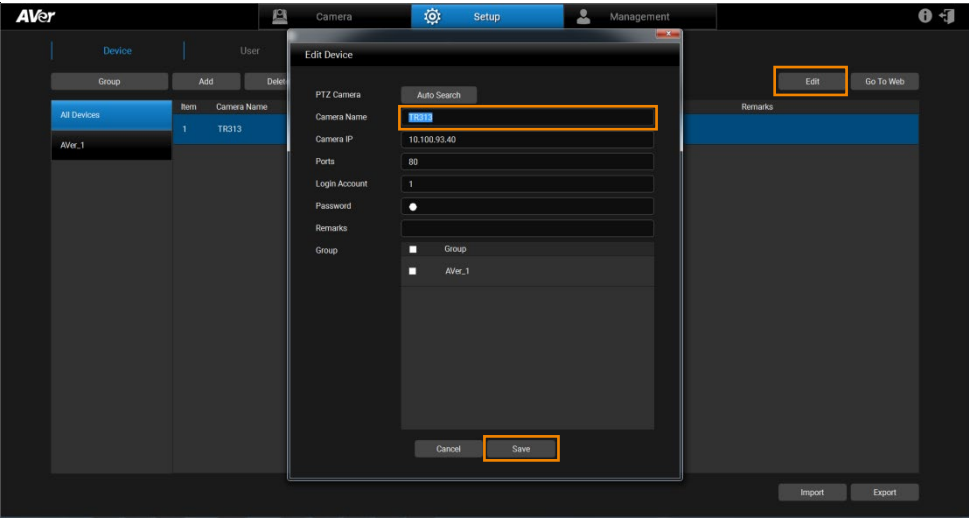 AVer Camera Setup Management
Device User
Edit Device
Group Add Delet Edit Go To Web
All Devices
AVer_1
Item Camera Name Remarks
1 TR313
PTZ Camera Auto Search
Camera Name TR313
Camera IP 10.100.93.40
Ports 80
Login Account 1
Password
Remarks
Group Group
AVer_1
Cancel Save
Import Export